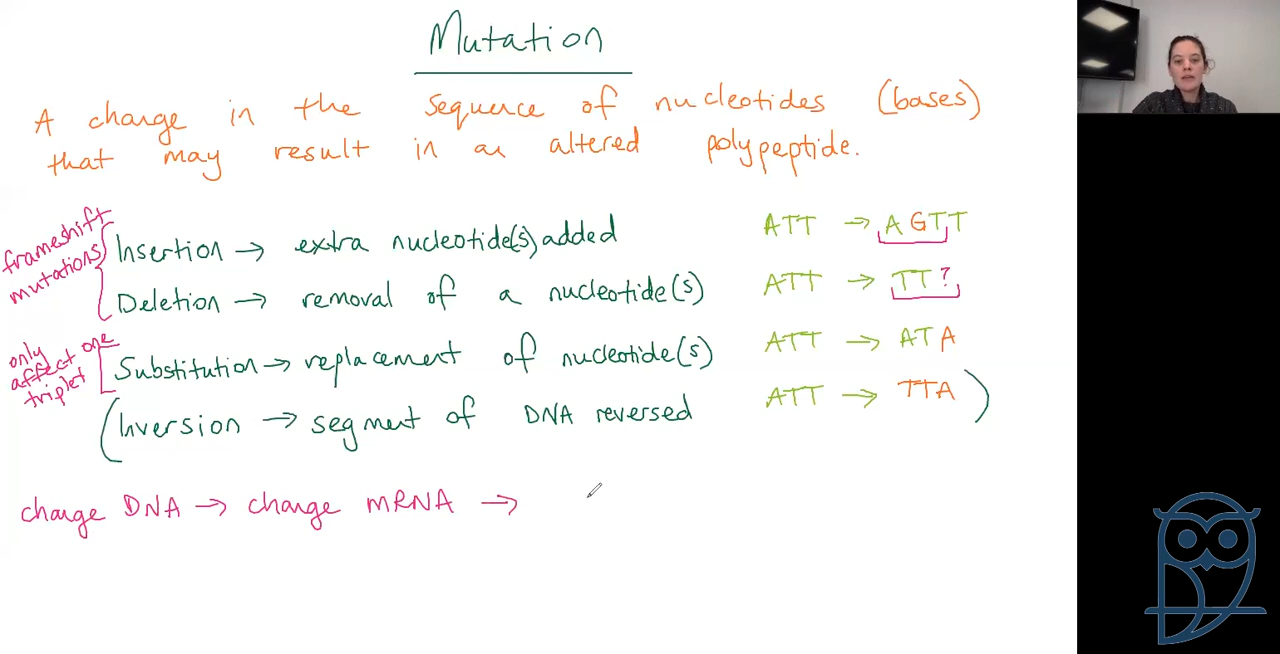 Mutation
A change in the sequence of nucleotides (bases)
that may result in an altered polypeptide.
frameshift
mutations
Insertion → extra nucleotide(s) added ATT → AGTT
Deletion → removal of a nucleotide(s) ATT → TT?
only affect one triplet
Substitution → replacement of nucleotide(s) ATT → ATA
(Inversion → segment of DNA reversed ATT → TTA)
change DNA → change mRNA →